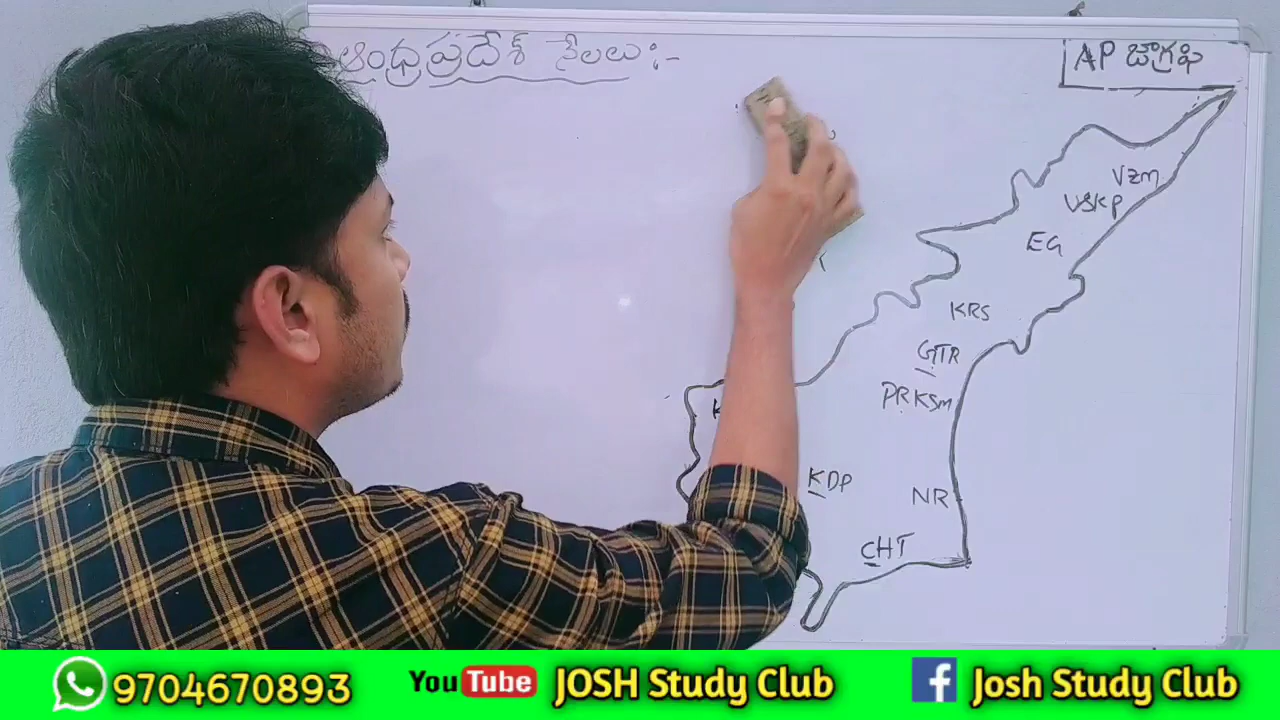 ఆంధ్రప్రదేశ్ నేలలు :-
AP జాగ్రఫి
VZM
VSKP
EG
KRS
GTR
PRKSM
K
KDP
NR
CHT
9704670893
YouTube JOSH Study Club
f Josh Study Club